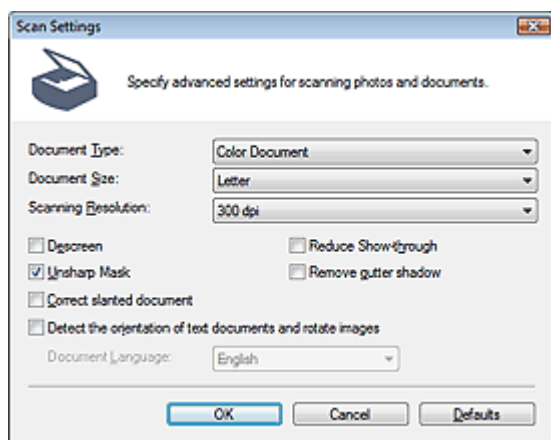 Scan Settings
Specify advanced settings for scanning photos and documents.
Document Type: Color Document
Document Size: Letter
Scanning Resolution: 300 dpi
Descreen Reduce Show-through
Unsharp Mask Remove gutter shadow
Correct slanted document
Detect the orientation of text documents and rotate images
Document Language: English
OK Cancel Defaults